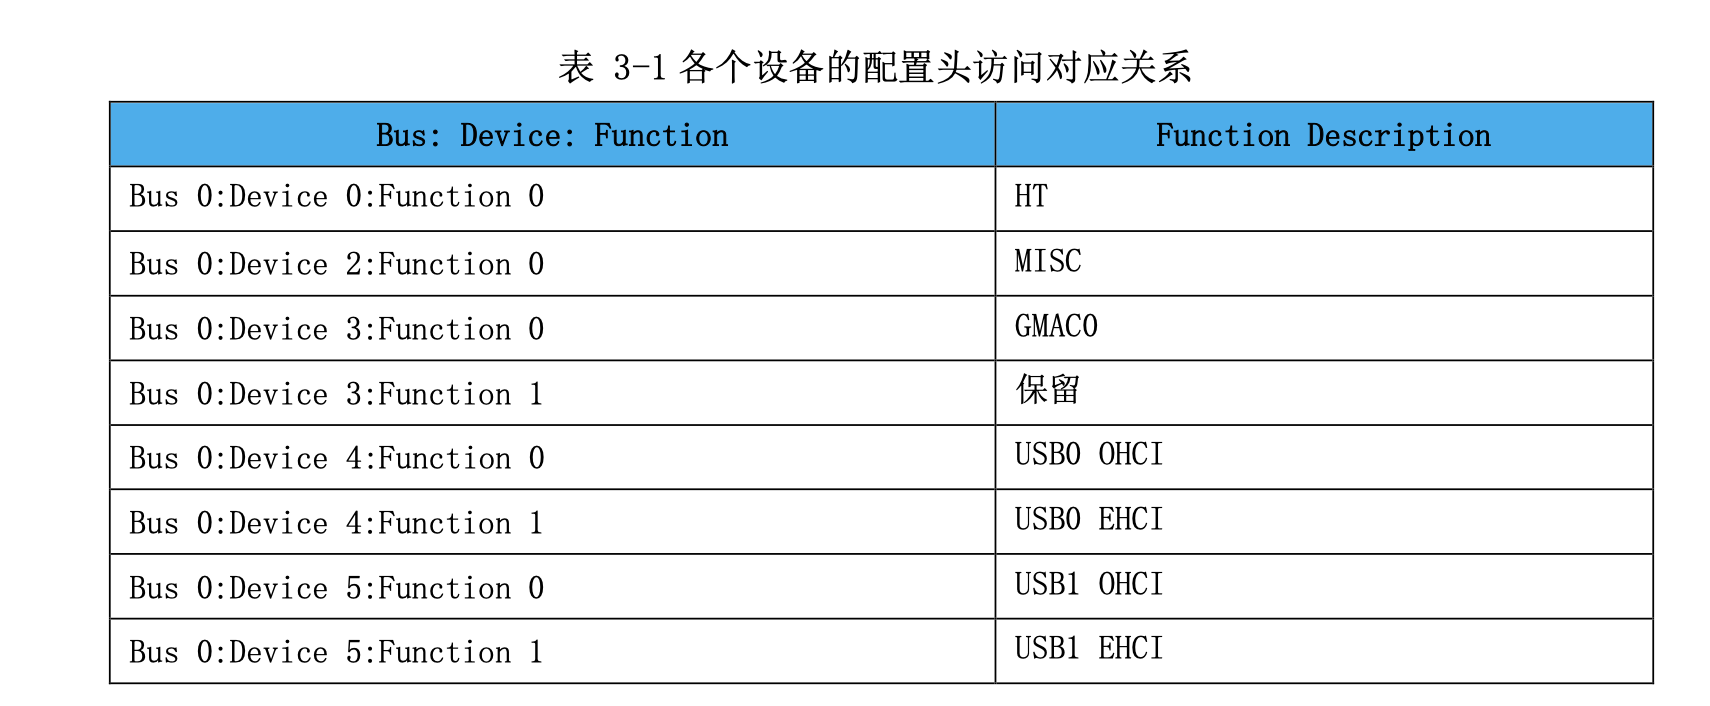 表 3-1 各个设备的配置头访问对应关系
Bus: Device: Function Function Description
Bus 0:Device 0:Function 0 HT
Bus 0:Device 2:Function 0 MISC
Bus 0:Device 3:Function 0 GMAC0
Bus 0:Device 3:Function 1 保留
Bus 0:Device 4:Function 0 USB0 OHCI
Bus 0:Device 4:Function 1 USB0 EHCI
Bus 0:Device 5:Function 0 USB1 OHCI
Bus 0:Device 5:Function 1 USB1 EHCI